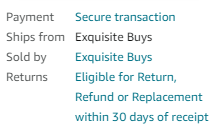 Payment Secure transaction
Ships from Exquisite Buys
Sold by Exquisite Buys
Returns Eligible for Return,
Refund or Replacement
within 30 days of receipt